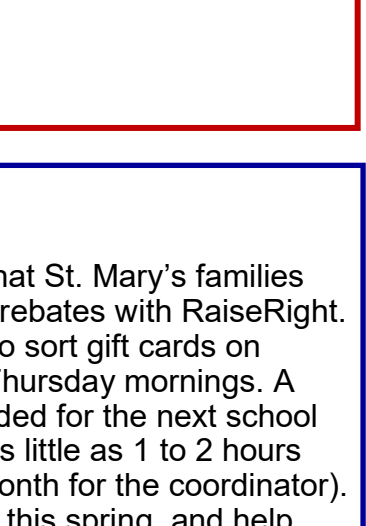 hat St. Mary's families
rebates with RaiseRight.
o sort gift cards on
Thursday mornings. A
ded for the next school
s little as 1 to 2 hours
onth for the coordinator).
this spring, and help